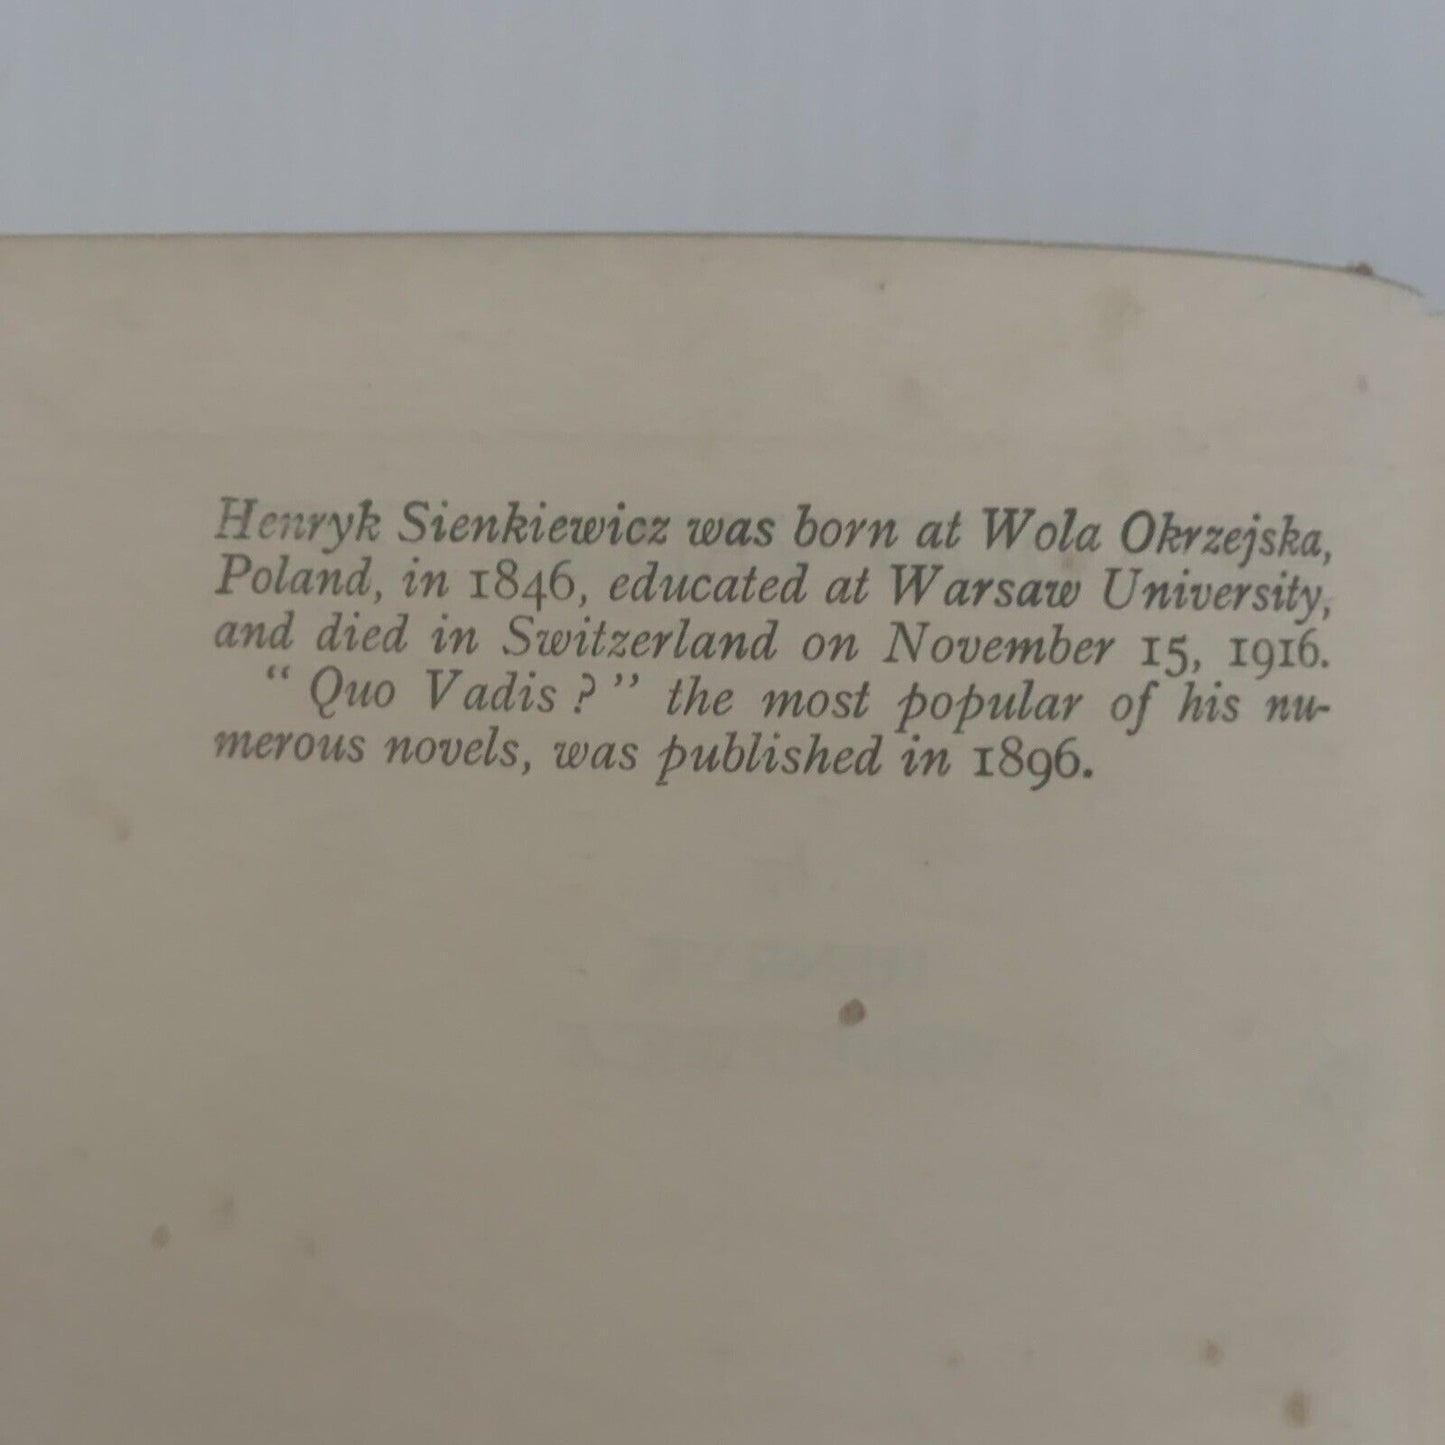 Henryk Sienkiewicz was born at Wola Okrzejska,
Poland, in 1846, educated at Warsaw University,
and died in Switzerland on November 15, 1916.
“ Quo Vadis ? ” the most popular of his nu-
merous novels, was published in 1896.